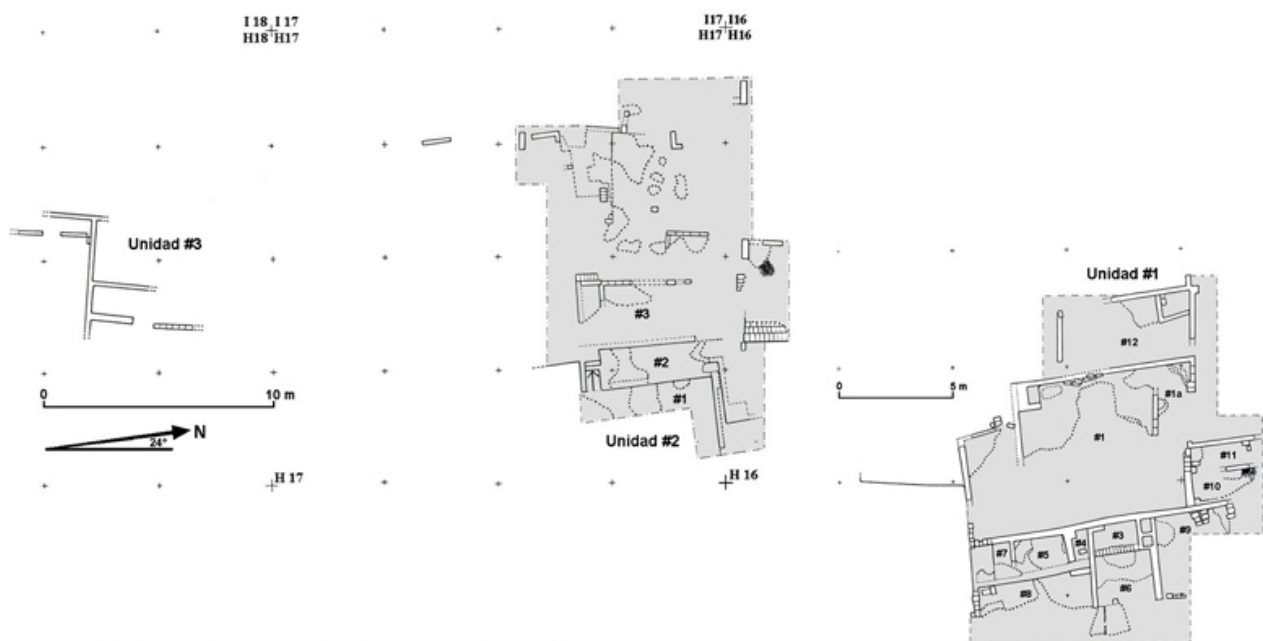 I 18 I 17
H18 H17
I17 I16
H17 H16
Unidad #3
#3
#2
#1
Unidad #2
0 10 m
24° N
H 17
H 16
Unidad #1
#12
0 5 m
#1a
#1
#11
#10
#9
#3
#4
#5
#7
#6
#8